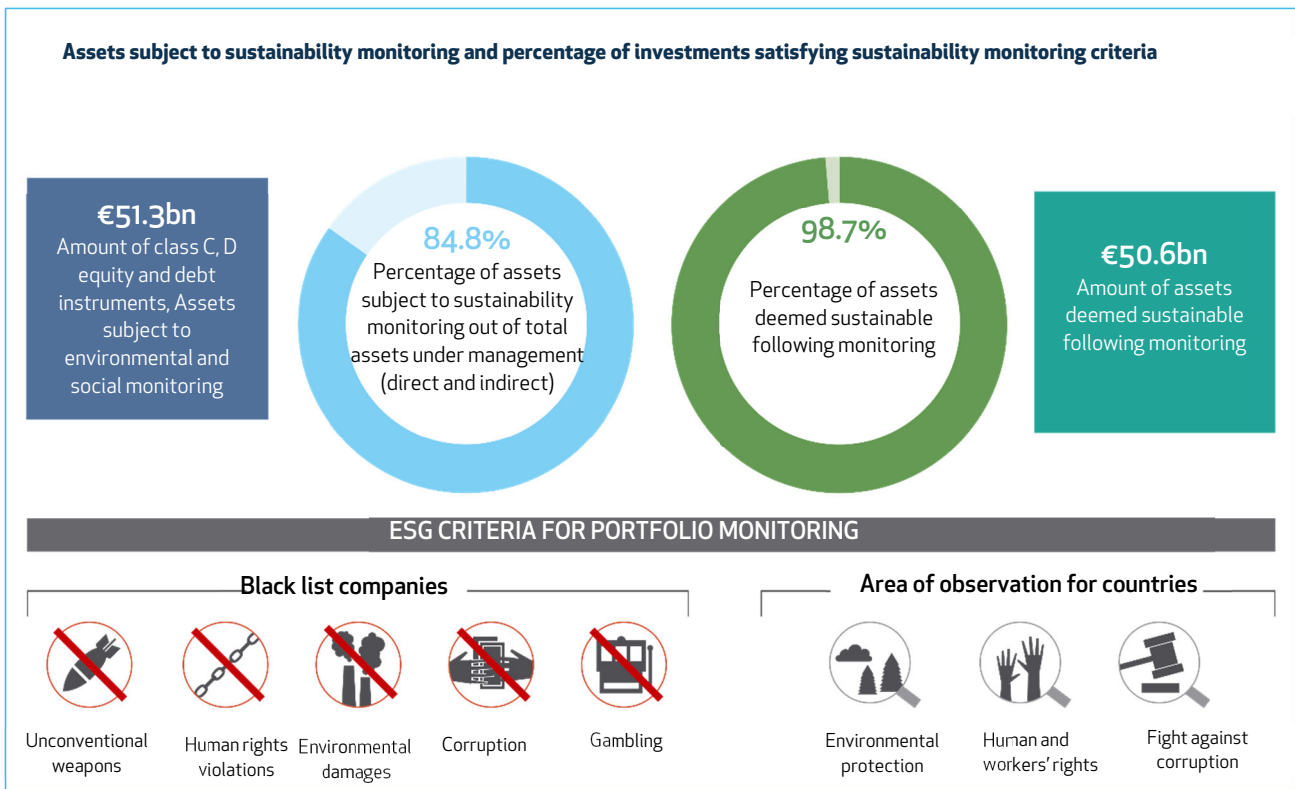 Assets subject to sustainability monitoring and percentage of investments satisfying sustainability monitoring criteria
€51.3bn
Amount of class C, D
equity and debt
instruments, Assets
subject to
environmental and
social monitoring
84.8%
Percentage of assets
subject to sustainability
monitoring out of total
assets under management
(direct and indirect)
98.7%
Percentage of assets
deemed sustainable
following monitoring
€50.6bn
Amount of assets
deemed sustainable
following monitoring
ESG CRITERIA FOR PORTFOLIO MONITORING
Black list companies
Unconventional
weapons
Human rights
violations
Environmental
damages
Corruption
Gambling
Area of observation for countries
Environmental
protection
Human and
workers' rights
Fight against
corruption